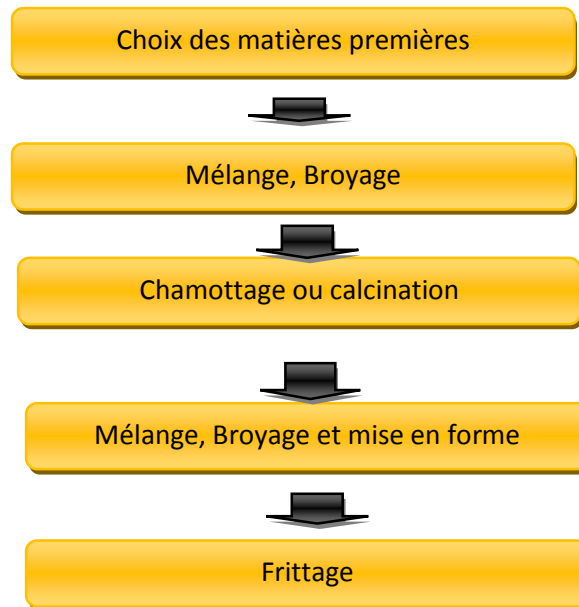 Choix des matières premières
Mélange, Broyage
Chamottage ou calcination
Mélange, Broyage et mise en forme
Frittage